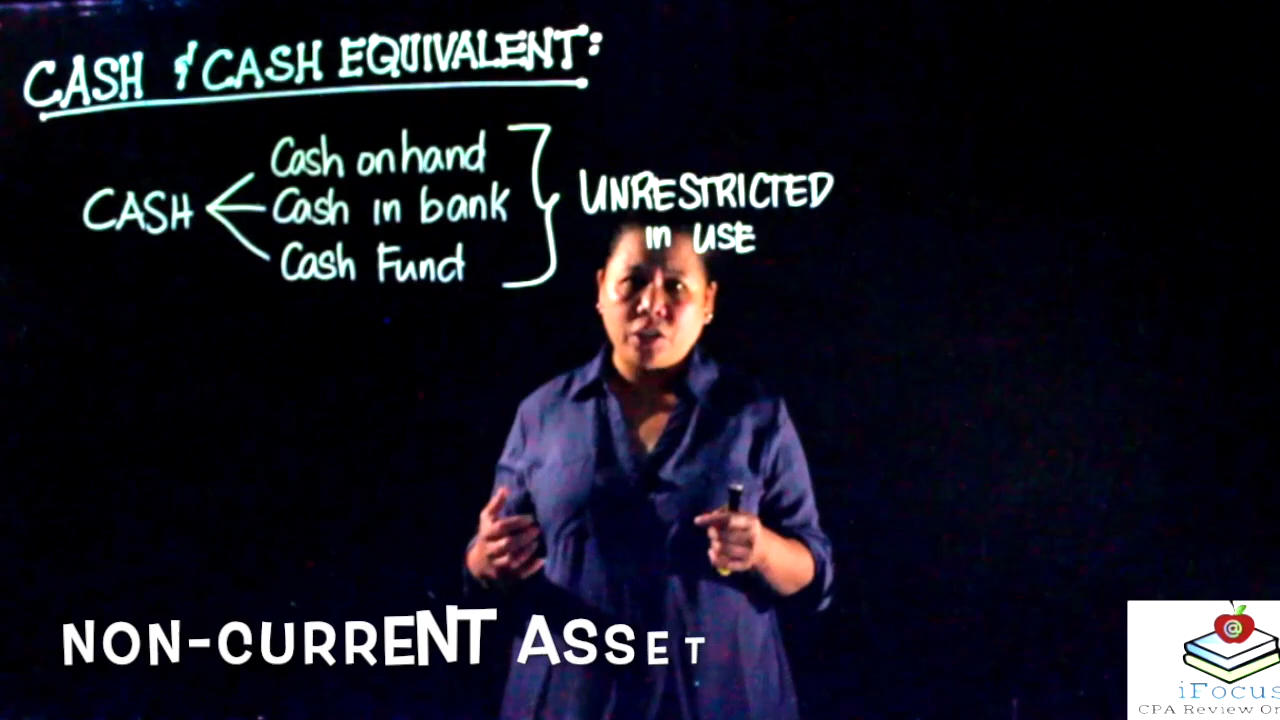 CASH & CASH EQUIVALENT:
Cash on hand
CASH
Cash in bank
Cash Fund
UNRESTRICTED
in USE
NON-CURRENT ASSET
@
iFocus
CPA Review On